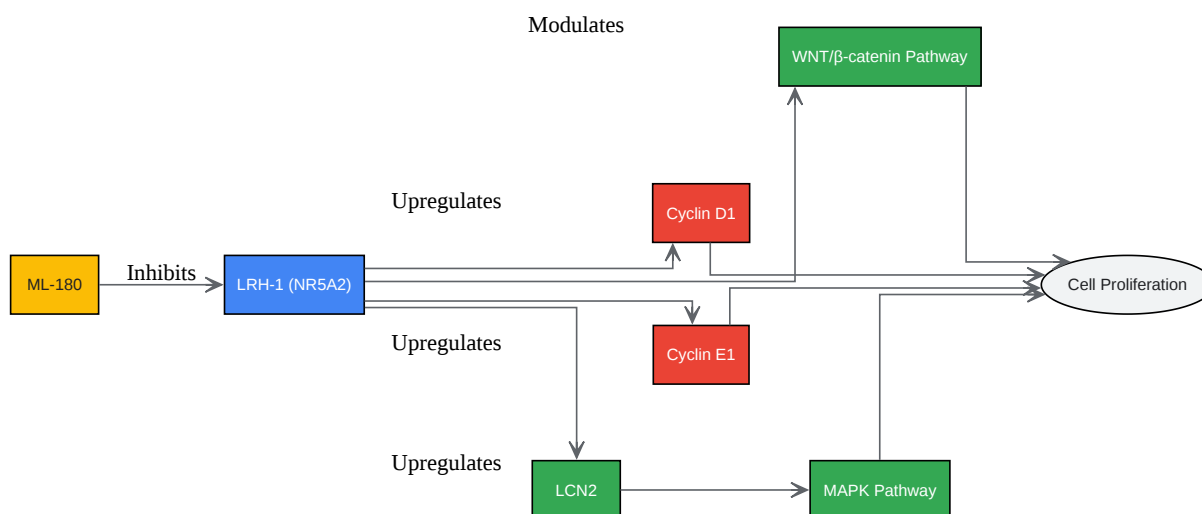 Modulates
WNT/β-catenin Pathway
Upregulates
Cyclin D1
ML-180
Inhibits
LRH-1 (NR5A2)
Cell Proliferation
Upregulates
Cyclin E1
Upregulates
LCN2
MAPK Pathway